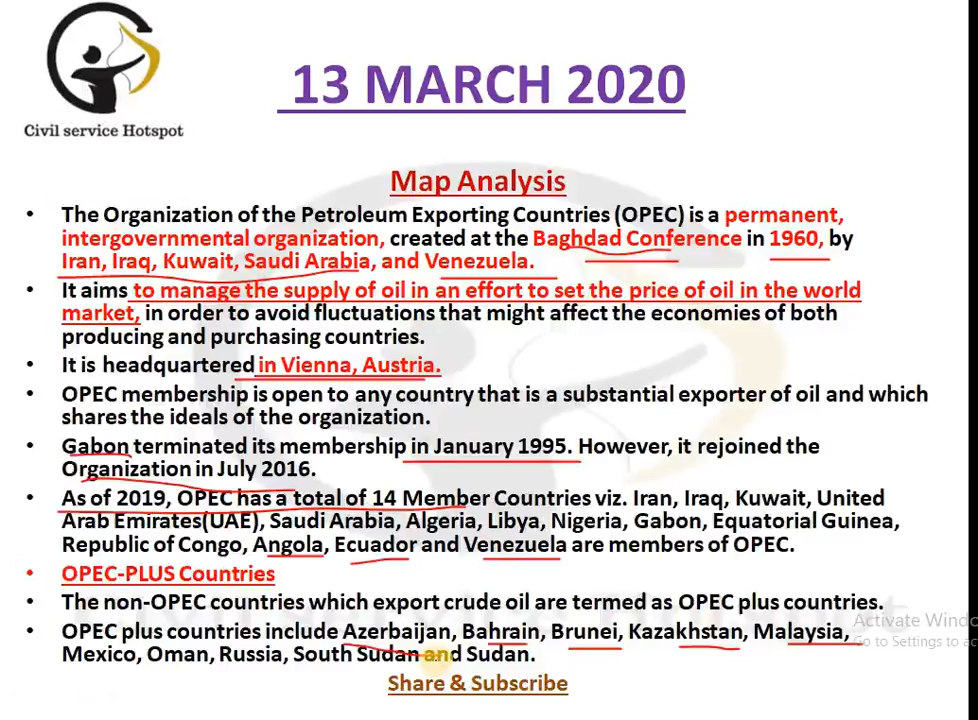 Civil service Hotspot
13 MARCH 2020
Map Analysis
• The Organization of the Petroleum Exporting Countries (OPEC) is a permanent,
intergovernmental organization, created at the Baghdad Conference in 1960, by
Iran, Iraq, Kuwait, Saudi Arabia, and Venezuela.
• It aims to manage the supply of oil in an effort to set the price of oil in the world
market, in order to avoid fluctuations that might affect the economies of both
producing and purchasing countries.
• It is headquartered in Vienna, Austria.
• OPEC membership is open to any country that is a substantial exporter of oil and which
shares the ideals of the organization.
• Gabon terminated its membership in January 1995. However, it rejoined the
Organization in July 2016.
• As of 2019, OPEC has a total of 14 Member Countries viz. Iran, Iraq, Kuwait, United
Arab Emirates(UAE), Saudi Arabia, Algeria, Libya, Nigeria, Gabon, Equatorial Guinea,
Republic of Congo, Angola, Ecuador and Venezuela are members of OPEC.
• OPEC-PLUS Countries
• The non-OPEC countries which export crude oil are termed as OPEC plus countries.
• OPEC plus countries include Azerbaijan, Bahrain, Brunei, Kazakhstan, Malaysia,
Mexico, Oman, Russia, South Sudan and Sudan.
Share & Subscribe
Activate Windo
Go to Settings to ac